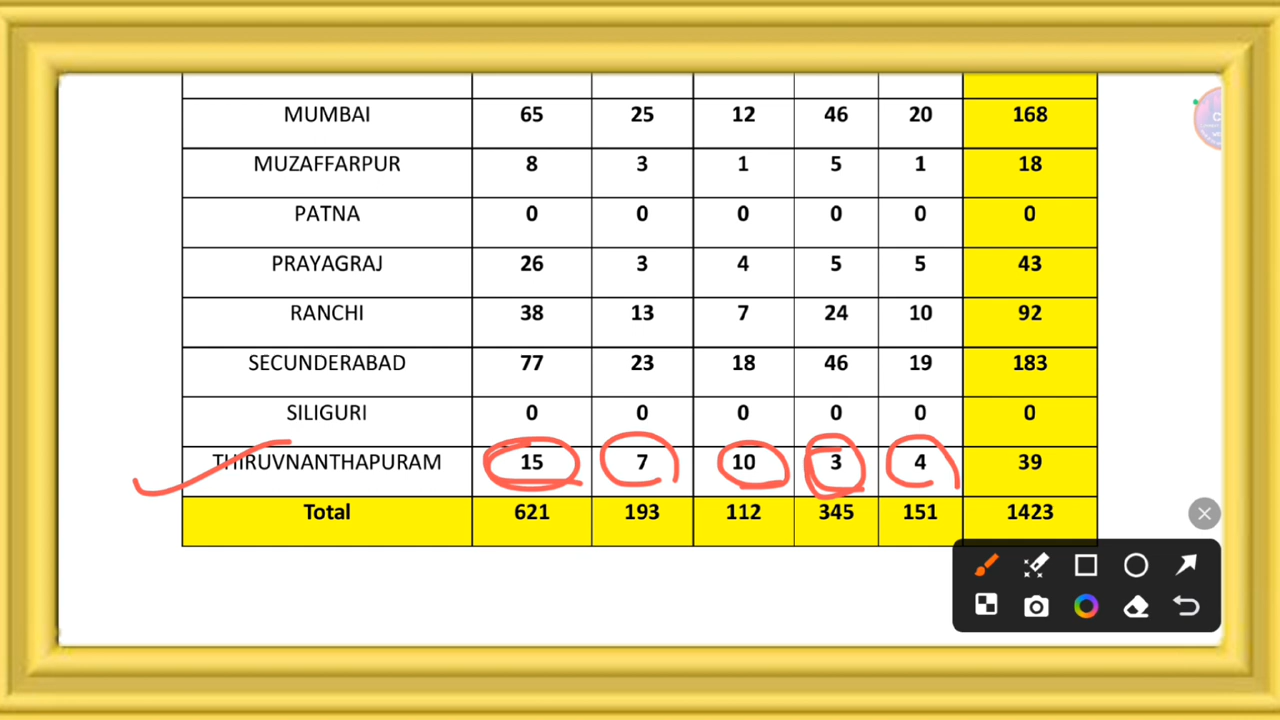 MUMBAI 65 25 12 46 20 168
MUZAFFARPUR 8 3 1 5 1 18
PATNA 0 0 0 0 0 0
PRAYAGRAJ 26 3 4 5 5 43
RANCHI 38 13 7 24 10 92
SECUNDERABAD 77 23 18 46 19 183
SILIGURI 0 0 0 0 0 0
THIRUVNANTHAPURAM 15 7 10 3 4 39
Total 621 193 112 345 151 1423